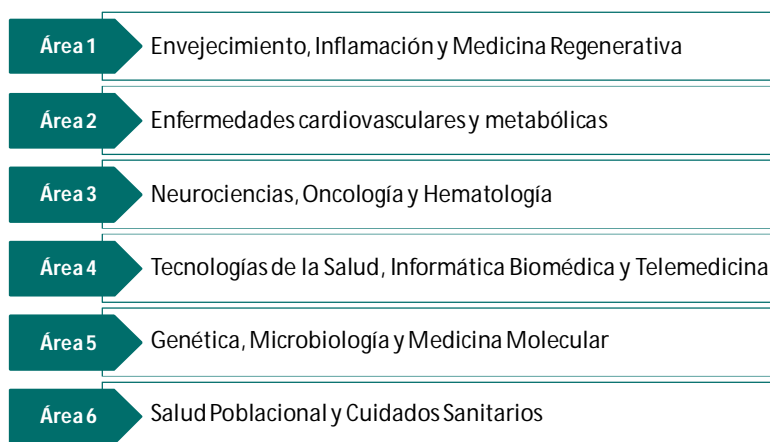 Área 1 Envejecimiento, Inflamación y Medicina Regenerativa
Área 2 Enfermedades cardiovasculares y metabólicas
Área 3 Neurociencias, Oncología y Hematología
Área 4 Tecnologías de la Salud, Informática Biomédica y Telemedicina
Área 5 Genética, Microbiología y Medicina Molecular
Área 6 Salud Poblacional y Cuidados Sanitarios